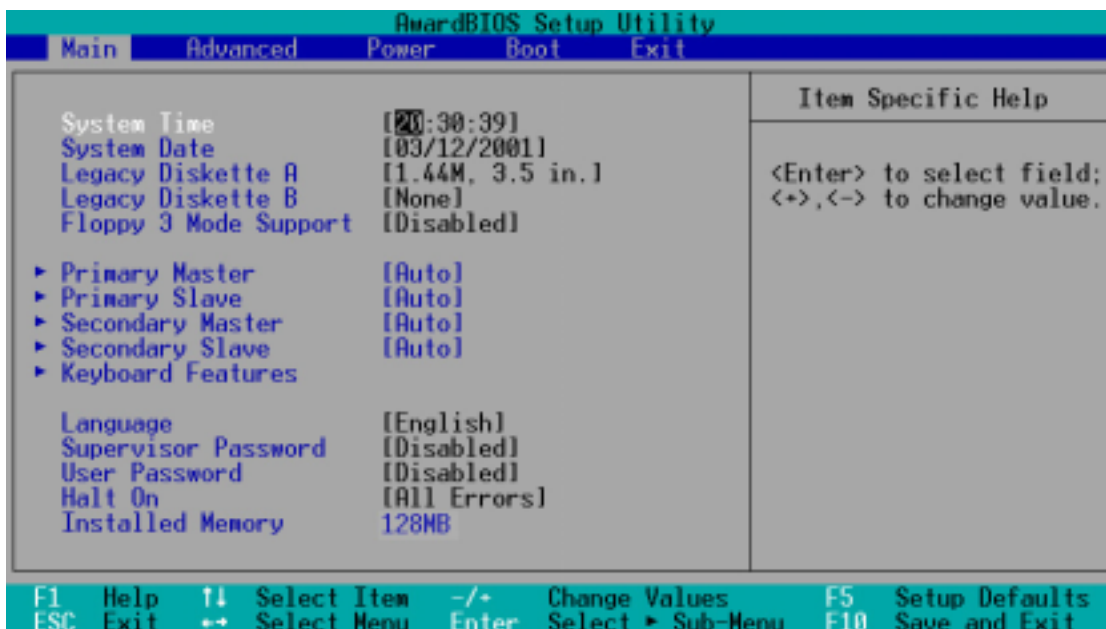 AwardBIOS Setup Utility
Main Advanced Power Boot Exit
System Time [20:30:39]
System Date [03/12/2001]
Legacy Diskette A [1.44M, 3.5 in.]
Legacy Diskette B [None]
Floppy 3 Mode Support [Disabled]
▶ Primary Master [Auto]
▶ Primary Slave [Auto]
▶ Secondary Master [Auto]
▶ Secondary Slave [Auto]
▶ Keyboard Features
Language [English]
Supervisor Password [Disabled]
User Password [Disabled]
Halt On [All Errors]
Installed Memory 128MB
Item Specific Help
<Enter> to select field;
<+>,<-> to change value.
F1 Help ↑↓ Select Item -/+ Change Values F5 Setup Defaults
ESC Exit ←→ Select Menu Enter Select ▶ Sub-Menu F10 Save and Exit